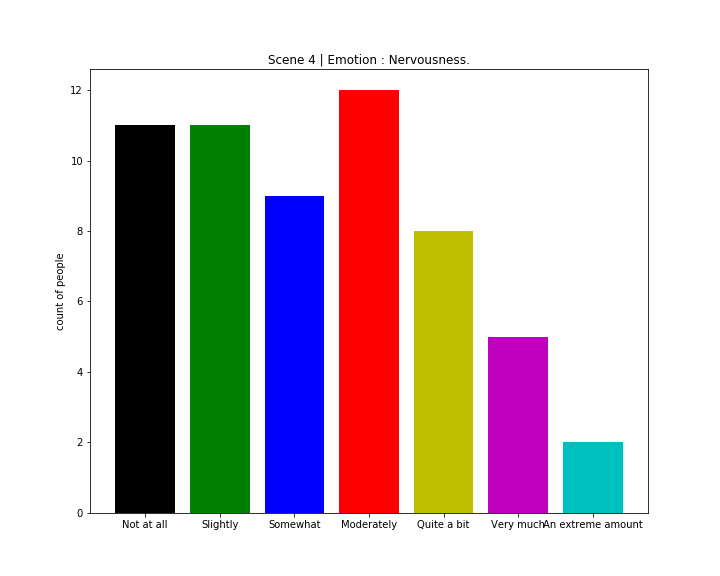 Scene 4 | Emotion : Nervousness.
count of people
12
10
8
6
4
2
0
Not at all Slightly Somewhat Moderately Quite a bit Very much An extreme amount